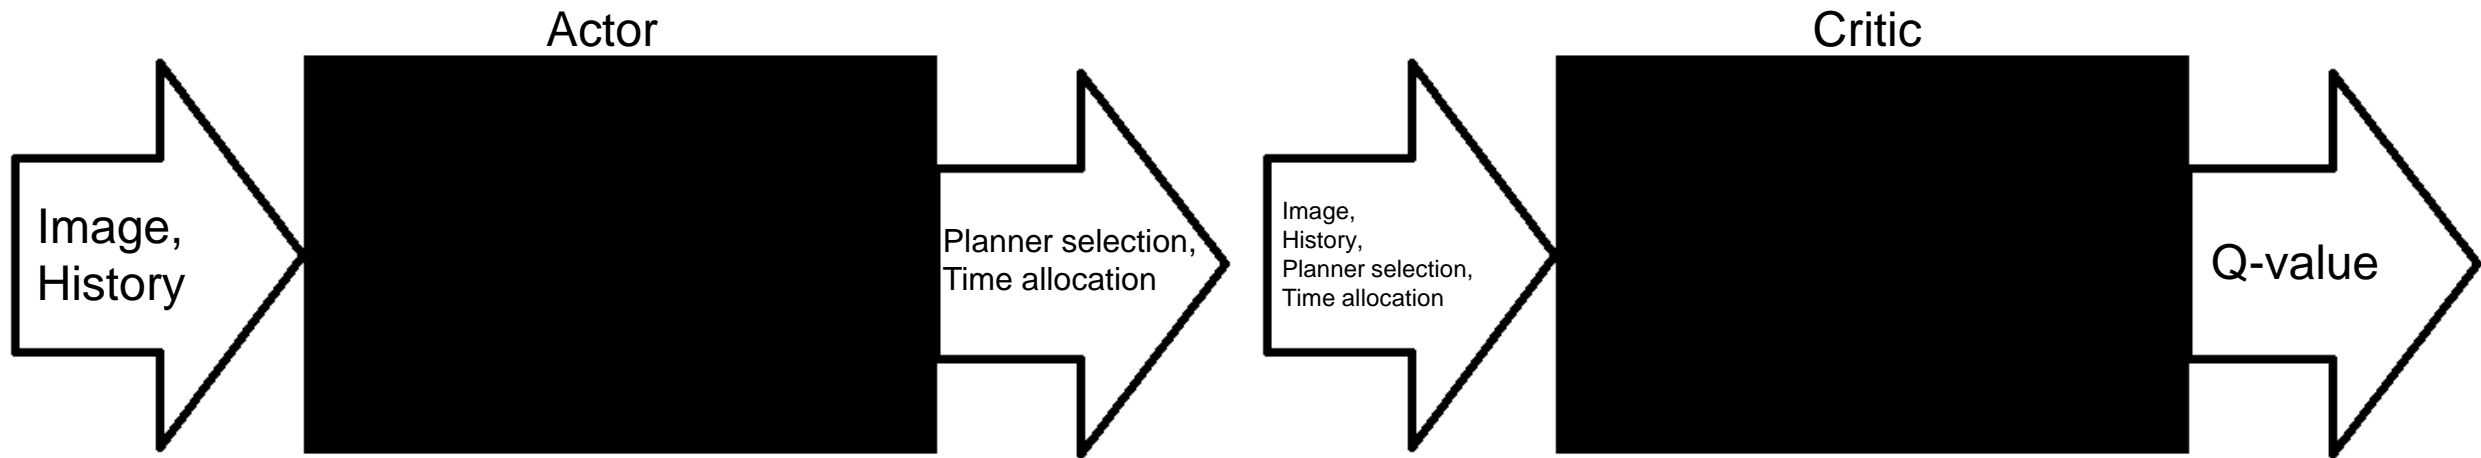 Actor
Image,
History
Planner selection,
Time allocation
Critic
Image,
History,
Planner selection,
Time allocation
Q-value